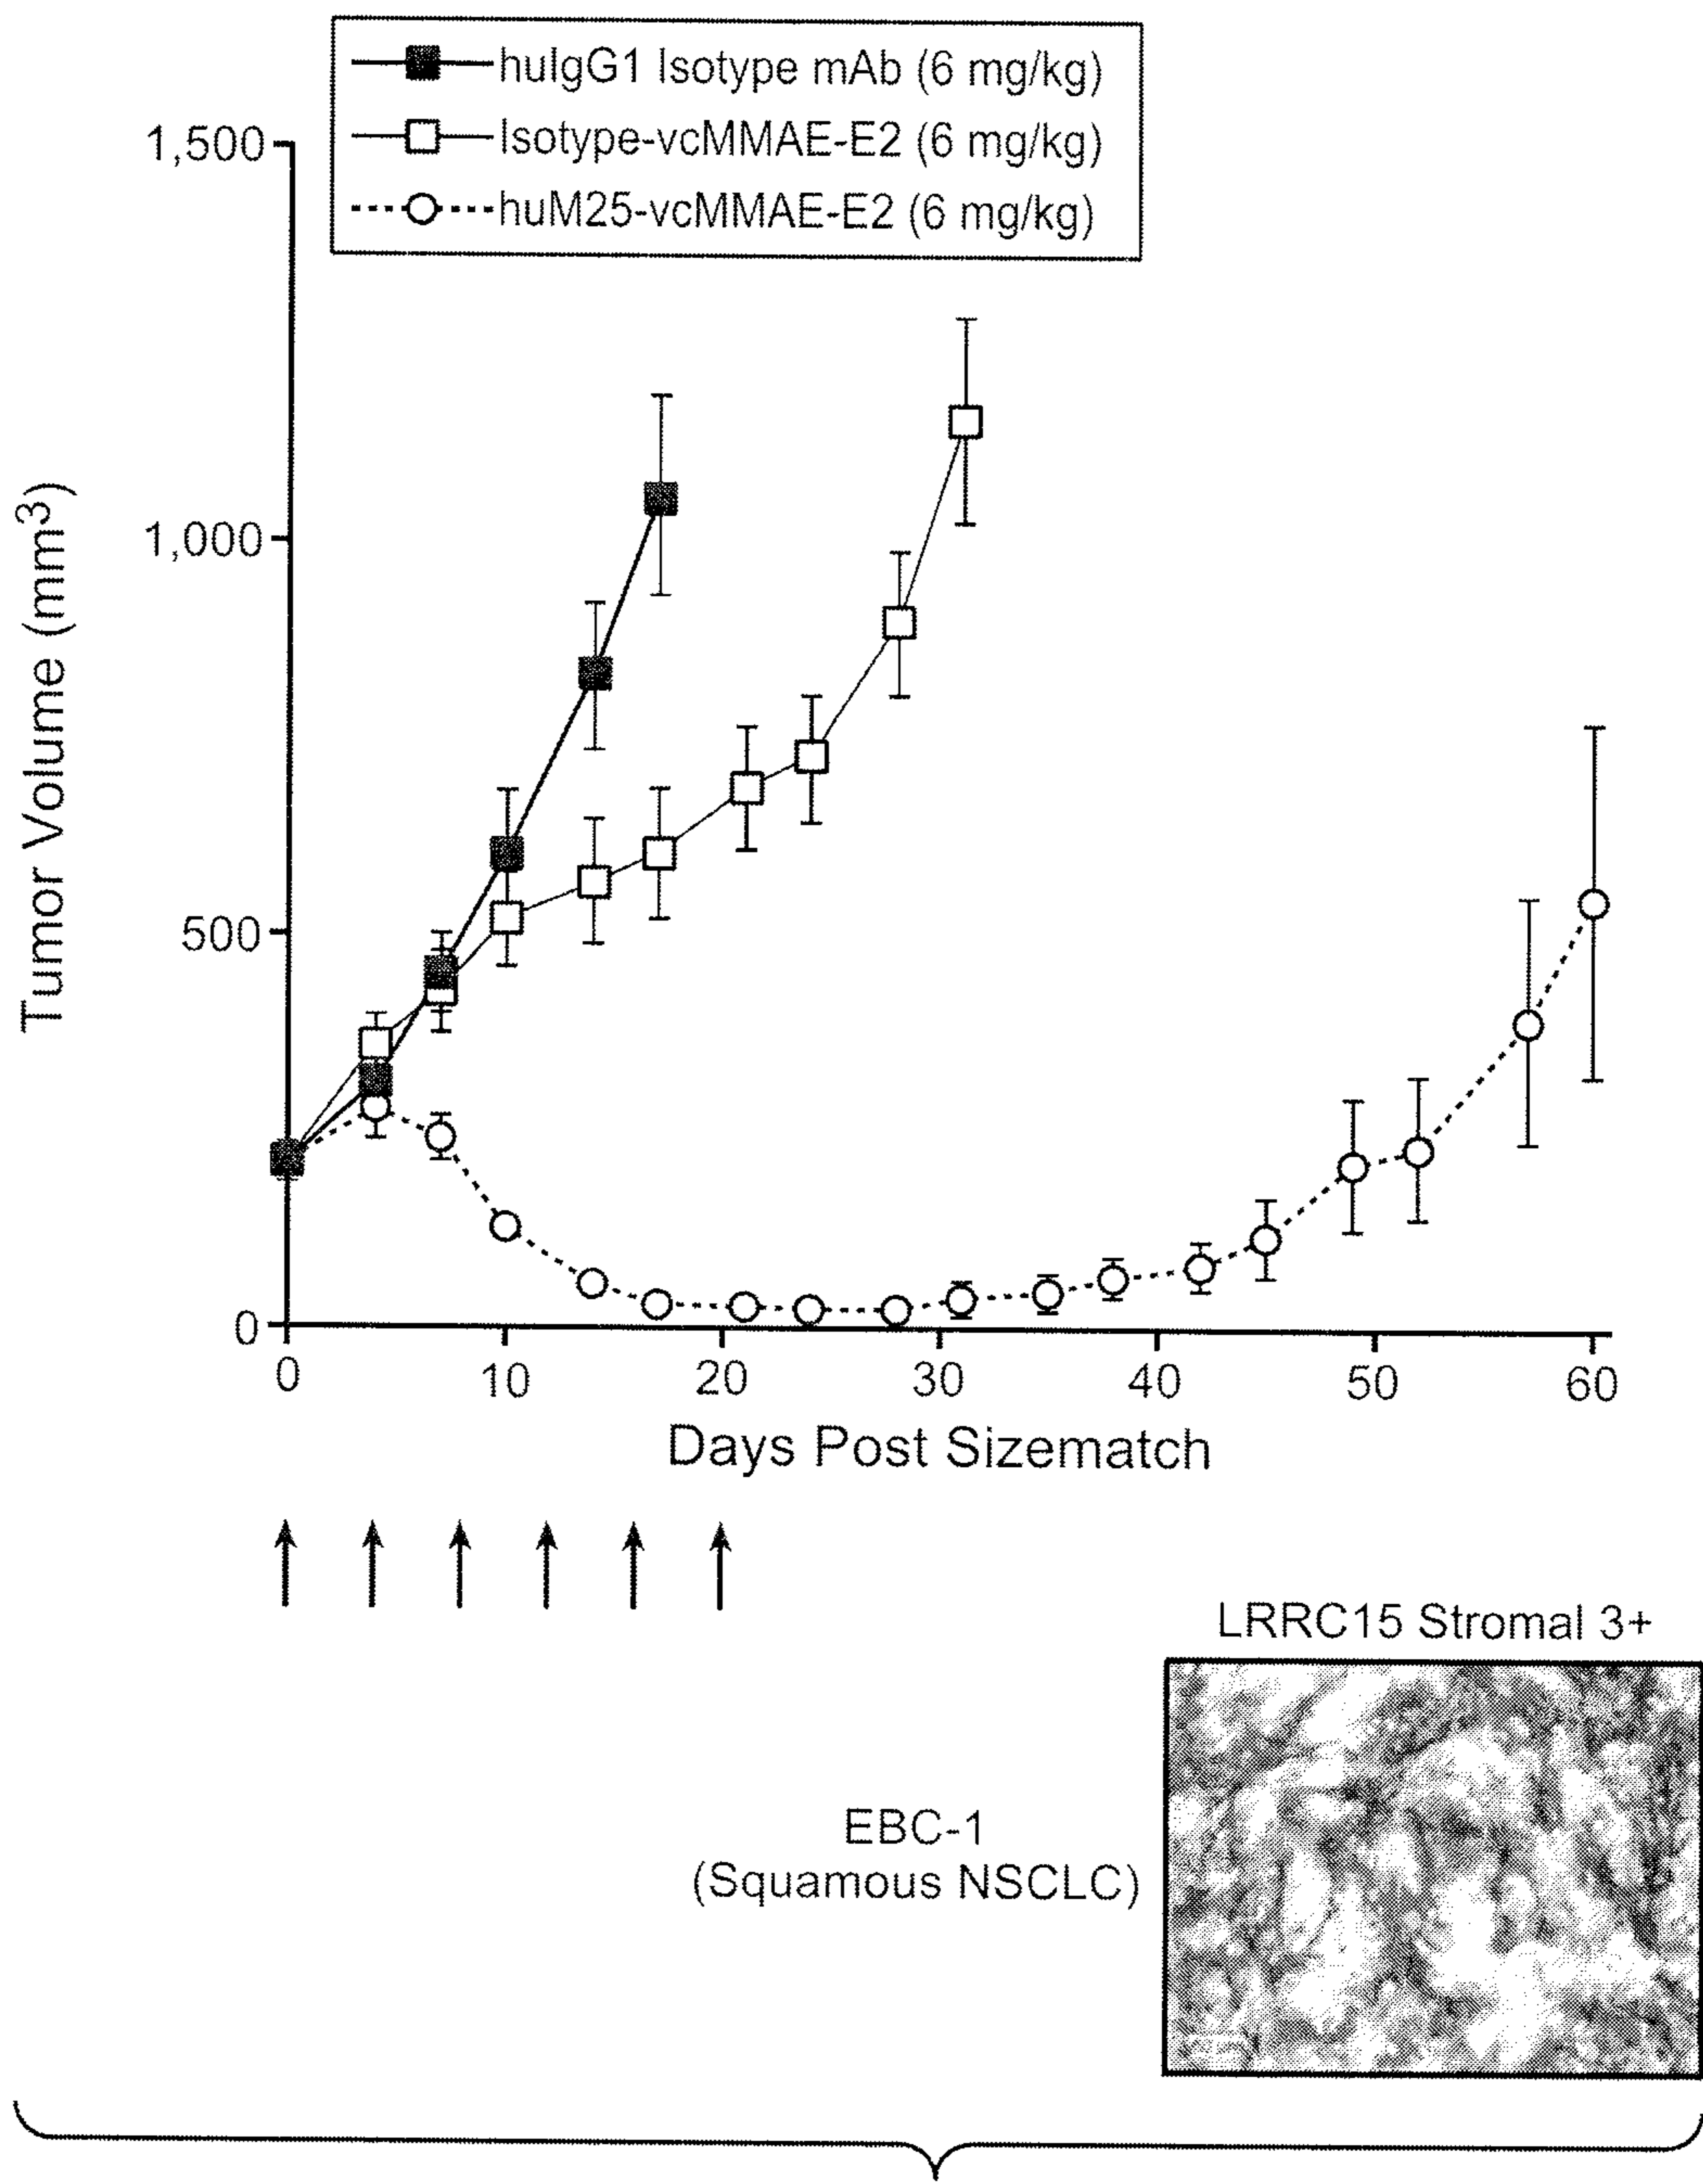 huIgG1 Isotype mAb (6 mg/kg)
Isotype-vcMMAE-E2 (6 mg/kg)
huM25-vcMMAE-E2 (6 mg/kg)
Tumor Volume (mm³)
1,500
1,000
500
0
0 10 20 30 40 50 60
Days Post Sizematch
LRRC15 Stromal 3+
EBC-1
(Squamous NSCLC)